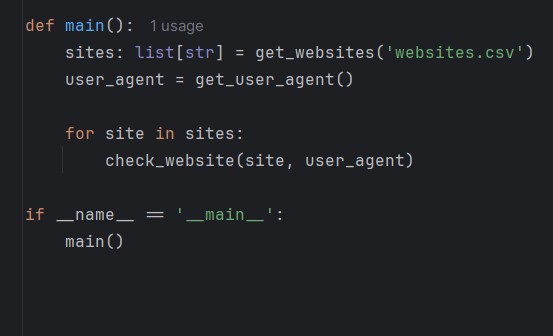 def main(): 1 usage
    sites: list[str] = get_websites('websites.csv')
    user_agent = get_user_agent()

    for site in sites:
        check_website(site, user_agent)

if __name__ == '__main__':
    main()